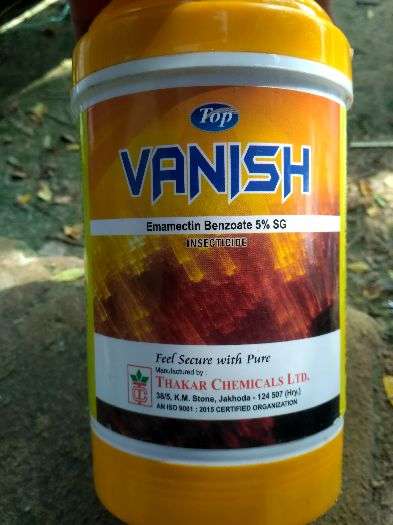 Top
VANISH
Emamectin Benzoate 5% SG
INSECTICIDE
Feel Secure with Pure
Manufactured by :
THAKAR CHEMICALS LTD.
38/5, K.M. Stone, Jakhoda - 124 507 (Hry.)
AN ISO 9001 : 2015 CERTIFIED ORGANIZATION